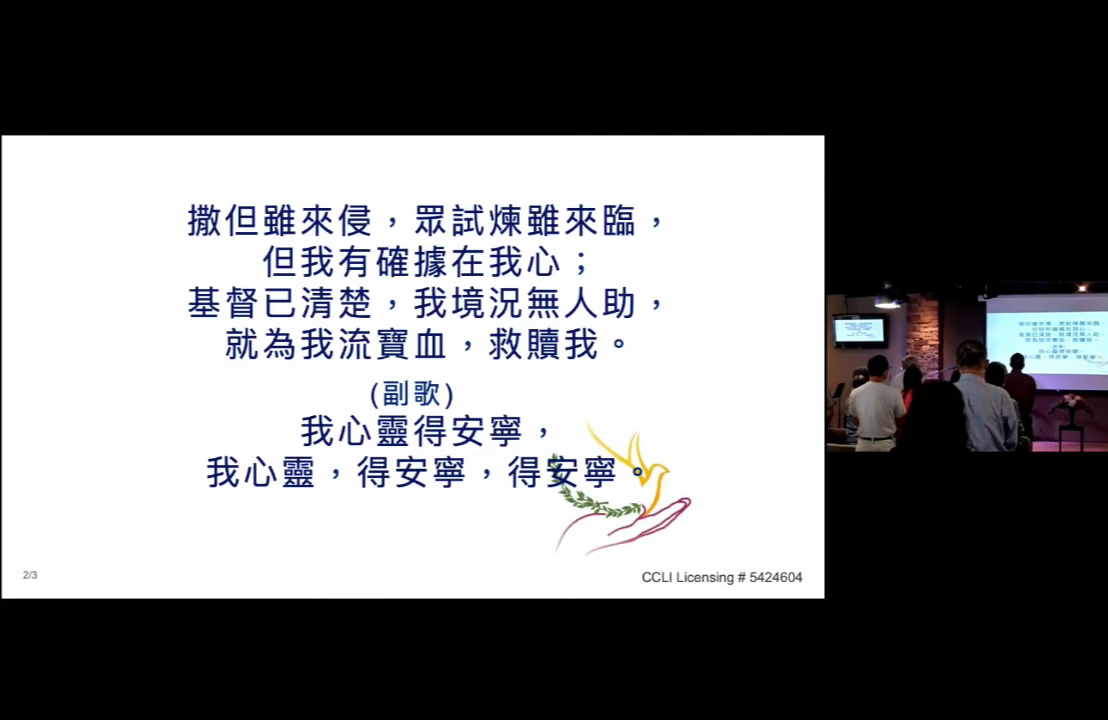 撒但雖來侵，眾試煉雖來臨，
但我有確據在我心；
基督已清楚，我境況無人助，
就為我流寶血，救贖我。
(副歌)
我心靈得安寧，
我心靈，得安寧，得安寧。
2/3
CCLI Licensing # 5424604